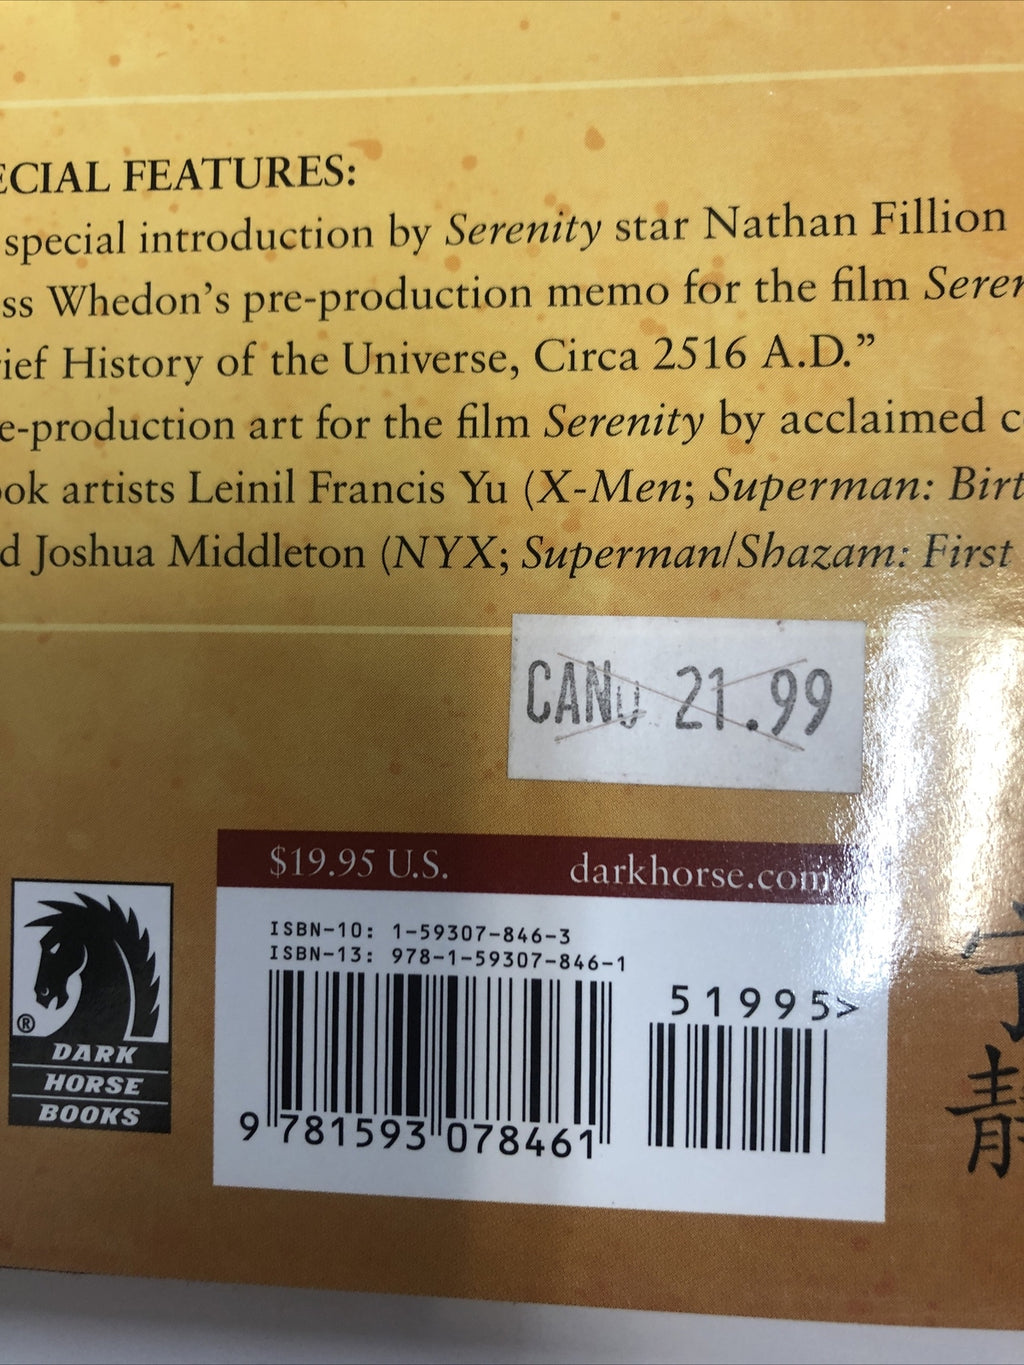 ECIAL FEATURES:
special introduction by Serenity star Nathan Fillion
ss Whedon's pre-production memo for the film Seren
ief History of the Universe, Circa 2516 A.D.”
e-production art for the film Serenity by acclaimed c
ok artists Leinil Francis Yu (X-Men; Superman: Birt
d Joshua Middleton (NYX; Superman/Shazam: First
CAN 21.99
$19.95 U.S. darkhorse.com
ISBN-10: 1-59307-846-3
ISBN-13: 978-1-59307-846-1
51995>
9 781593 078461
®
DARK
HORSE
BOOKS